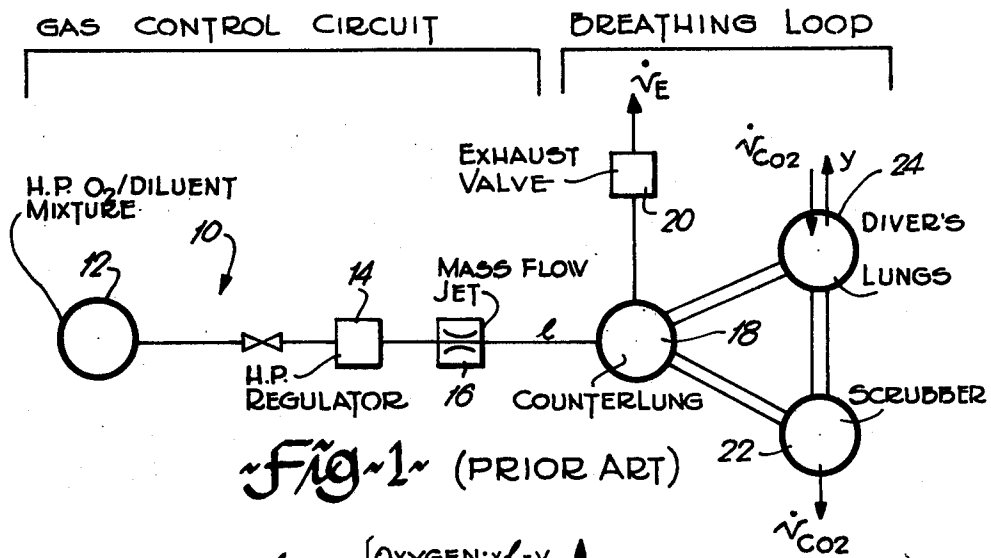 GAS CONTROL CIRCUIT
BREATHING LOOP
V̇E
EXHAUST
VALVE
20
V̇CO2
y
24
DIVER'S
LUNGS
H.P. O2/DILUENT
MIXTURE
10
12
14
MASS FLOW
JET
ℓ
18
H.P.
REGULATOR
16
COUNTERLUNG
SCRUBBER
22
~Fig~1~ (PRIOR ART)
V̇CO2